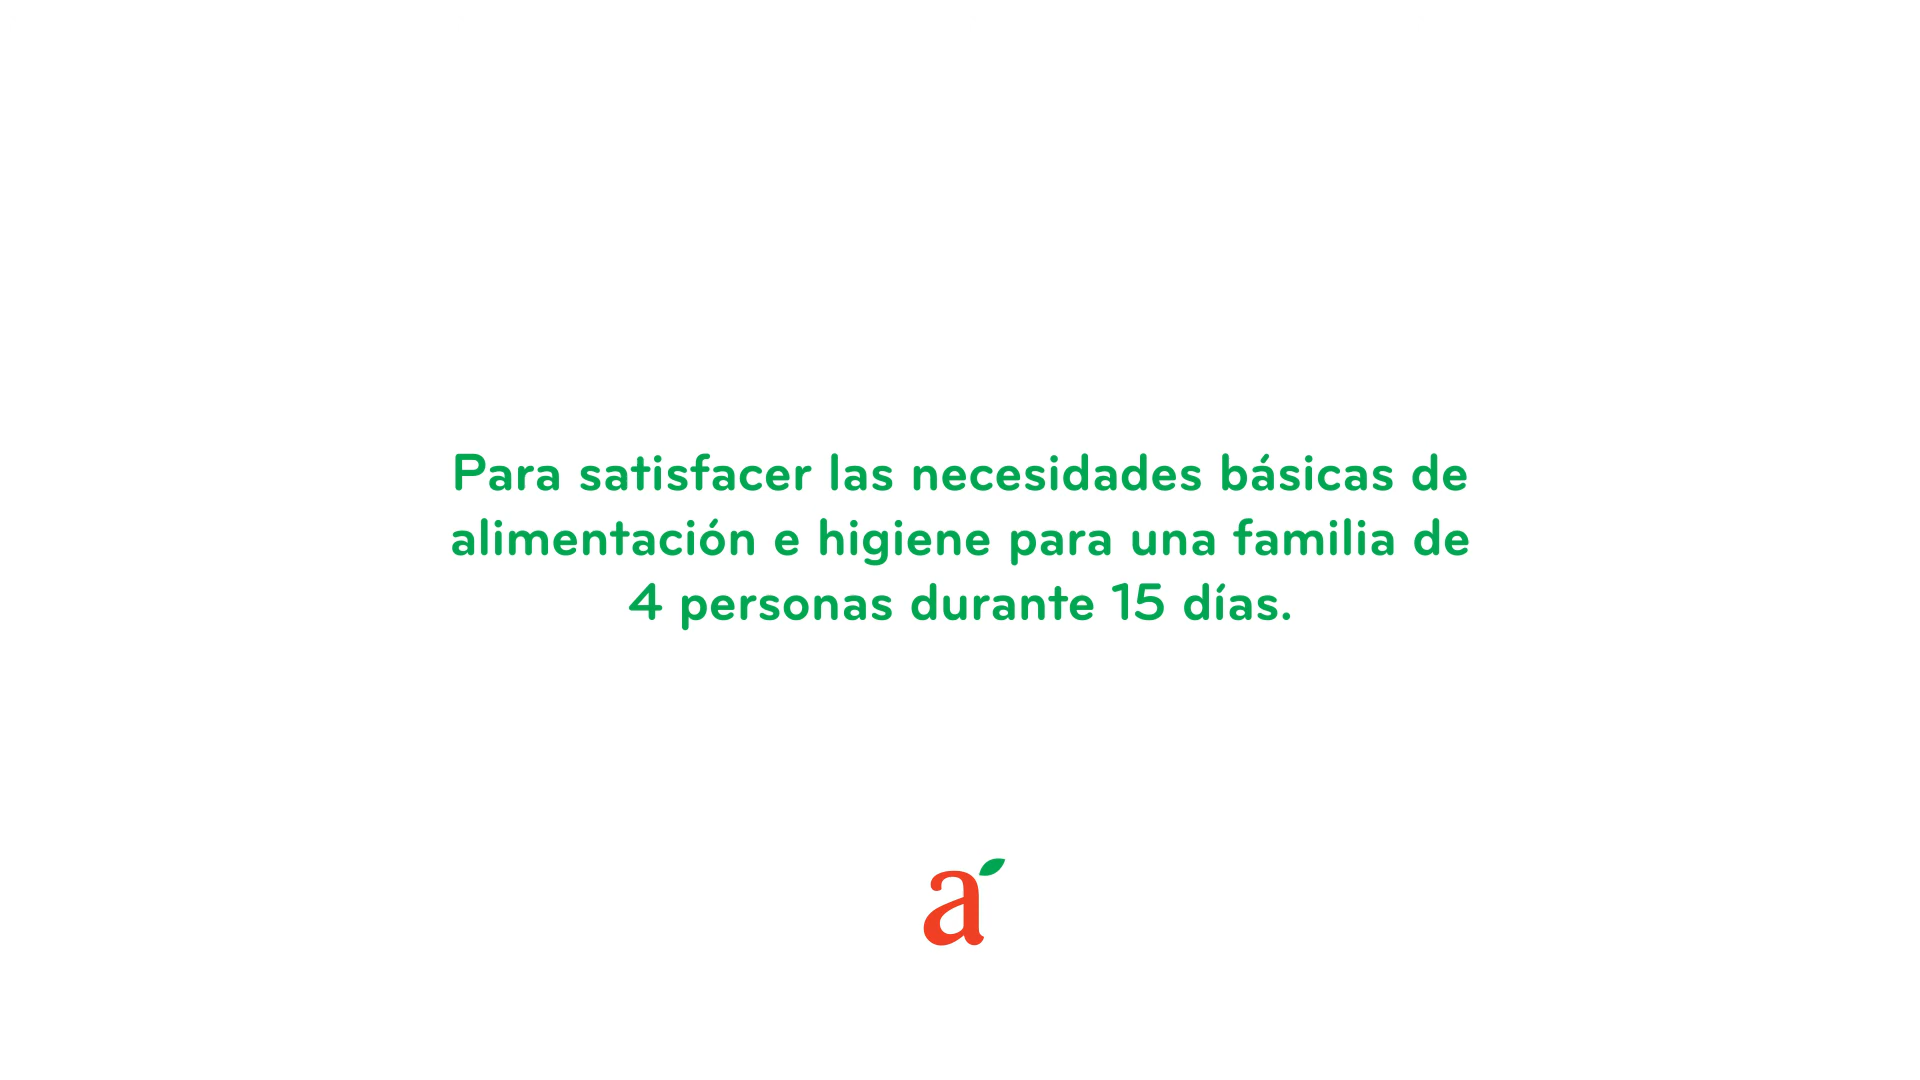 Para satisfacer las necesidades básicas de
alimentación e higiene para una familia de
4 personas durante 15 días.
a